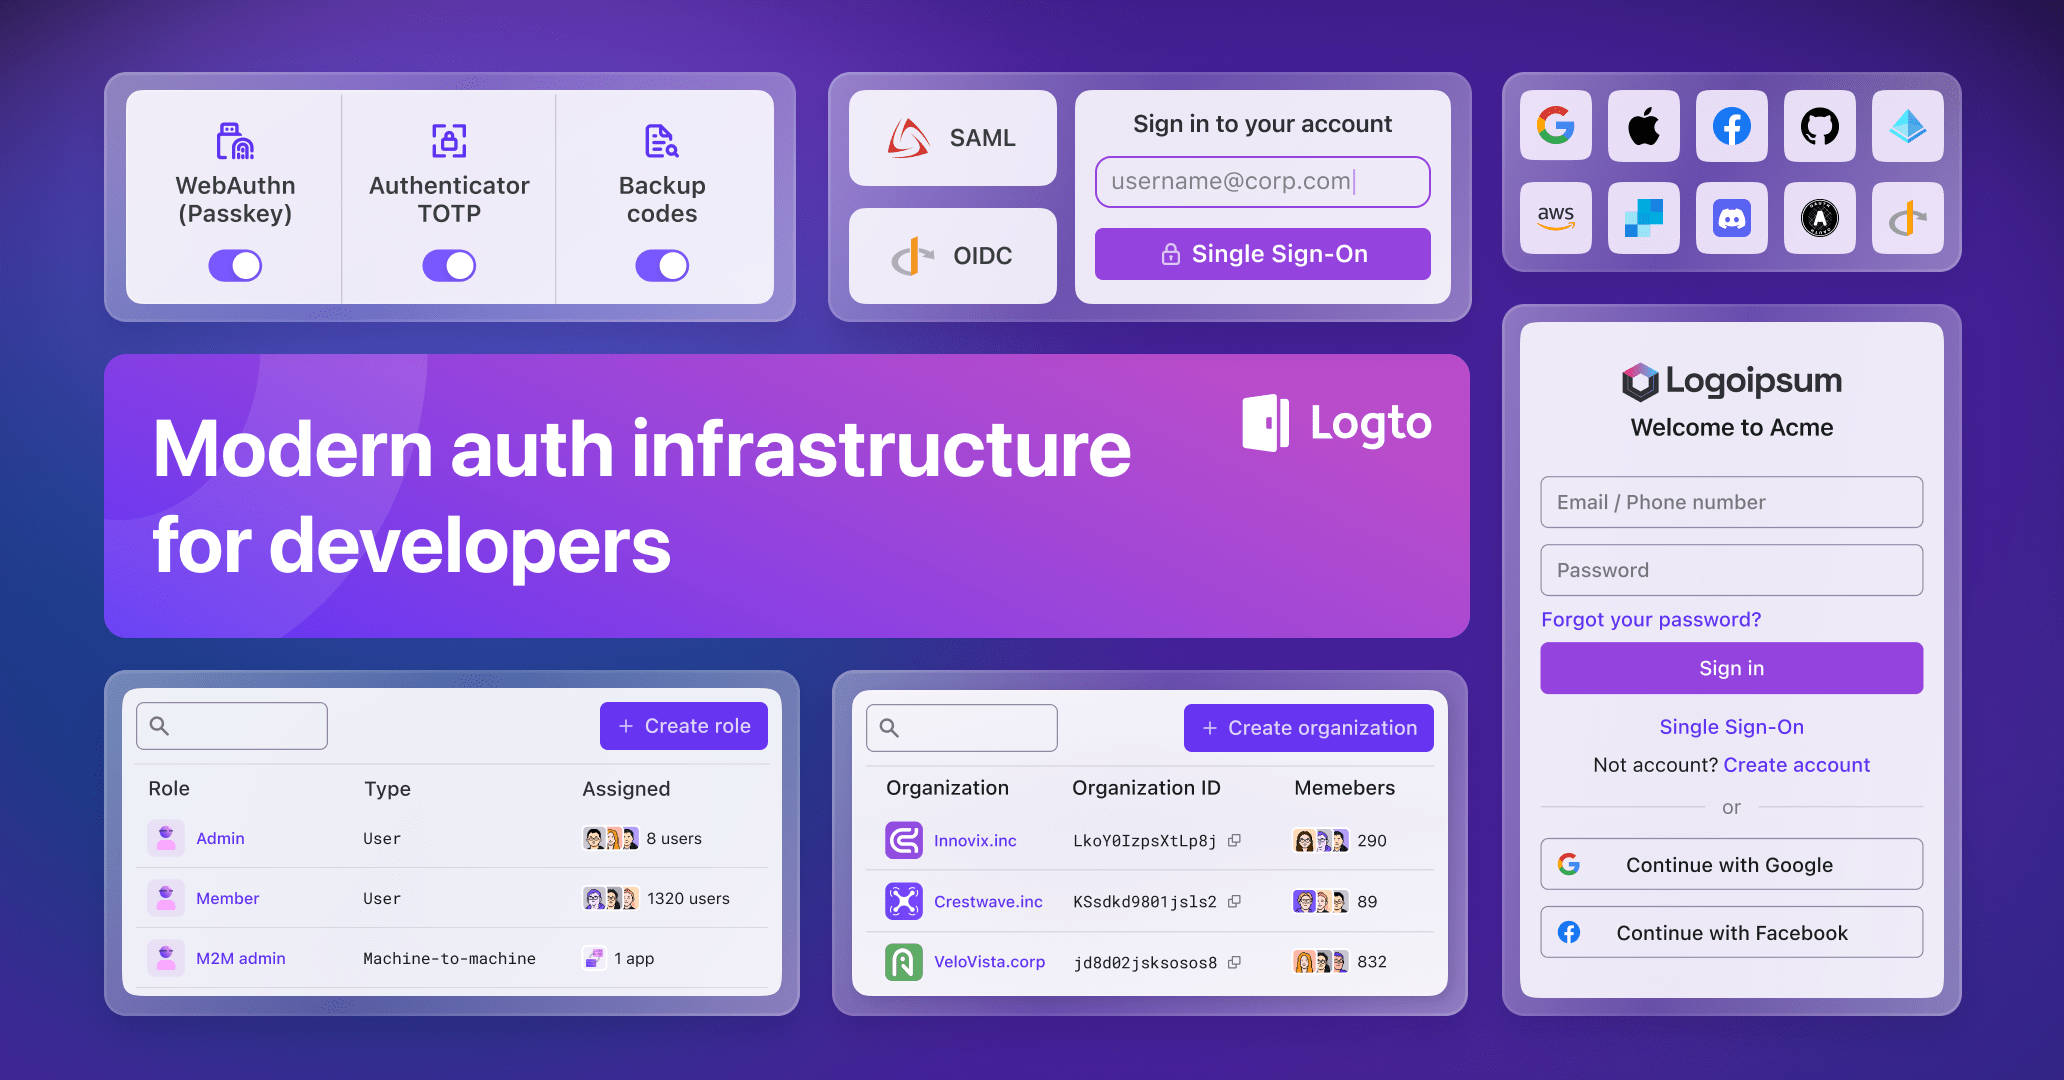 WebAuthn
(Passkey)
Authenticator
TOTP
Backup
codes
SAML
OIDC
Sign in to your account
username@corp.com
Single Sign-On
aws
Modern auth infrastructure
for developers
Logto
Logoipsum
Welcome to Acme
Email / Phone number
Password
Forgot your password?
Sign in
Single Sign-On
Not account? Create account
or
Continue with Google
Continue with Facebook
+ Create role
Role Type Assigned
Admin User 8 users
Member User 1320 users
M2M admin Machine-to-machine 1 app
+ Create organization
Organization Organization ID Memebers
Innovix.inc LkoY0IzpsXtLp8j 290
Crestwave.inc KSsdkd9801jsls2 89
VeloVista.corp jd8d02jsksosos8 832